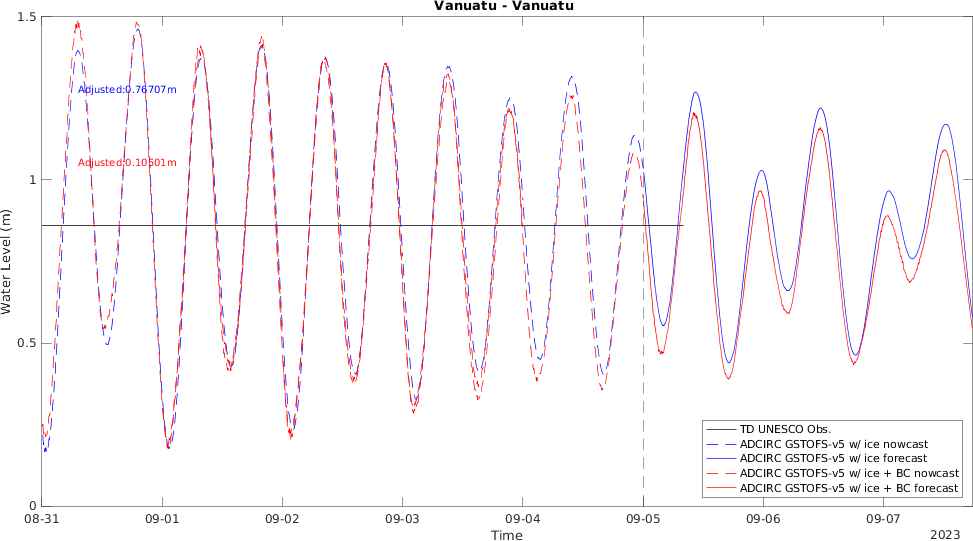 Vanuatu - Vanuatu
1.5
Adjusted:0.76707m
Adjusted:0.10501m
1
Water Level (m)
0.5
0
TD UNESCO Obs.
ADCIRC GSTOFS-v5 w/ ice nowcast
ADCIRC GSTOFS-v5 w/ ice forecast
ADCIRC GSTOFS-v5 w/ ice + BC nowcast
ADCIRC GSTOFS-v5 w/ ice + BC forecast
08-31 09-01 09-02 09-03 09-04 09-05 09-06 09-07
Time
2023